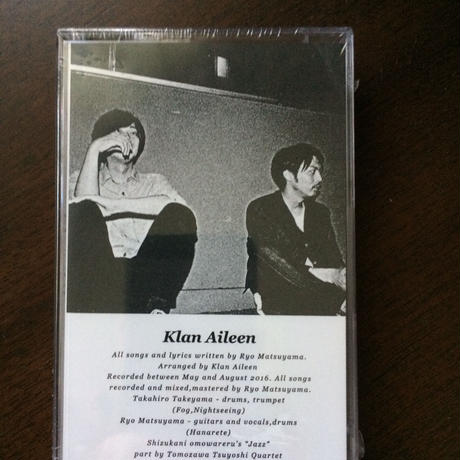 Klan Aileen
All songs and lyrics written by Ryo Matsuyama.
Arranged by Klan Aileen
Recorded between May and August 2016. All songs
recorded and mixed,mastered by Ryo Matsuyama.
Takahiro Takeyama - drums, trumpet
(Fog,Nightseeing)
Ryo Matsuyama - guitars and vocals,drums
(Hanarete)
Shizukani omowareru's "Jazz"
part by Tomozawa Tsuyoshi Quartet